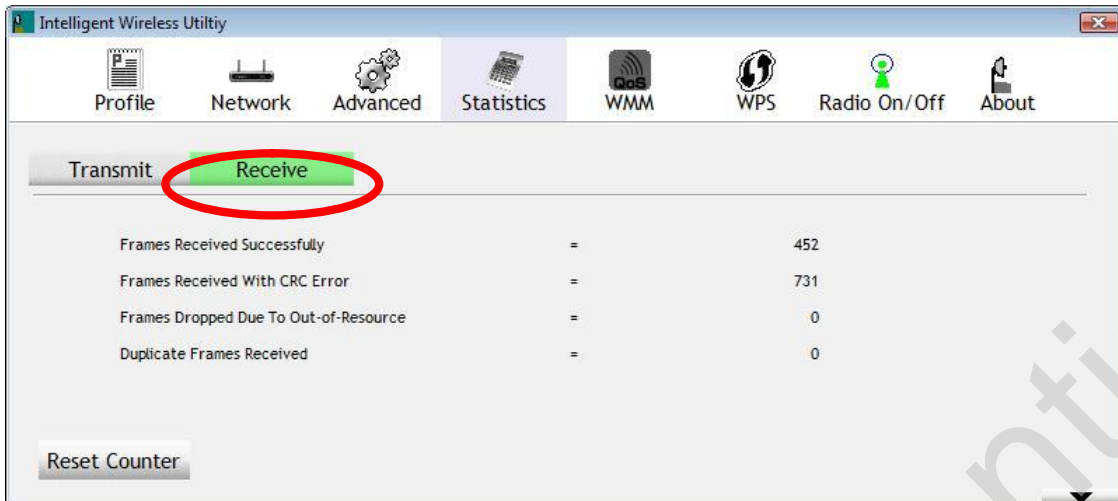 Intelligent Wireless Utiltiy
Profile Network Advanced Statistics QoS WMM WPS Radio On/Off About
Transmit Receive
Frames Received Successfully = 452
Frames Received With CRC Error = 731
Frames Dropped Due To Out-of-Resource = 0
Duplicate Frames Received = 0
Reset Counter